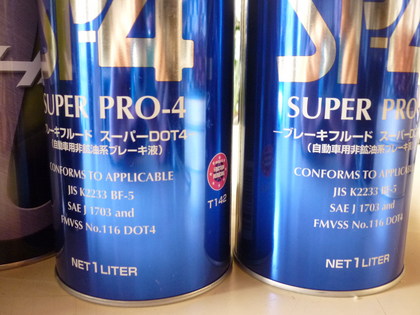 SP-4
SUPER PRO-4
ーキフルード スーパーDOT4
(自動車用非鉱油系ブレーキ液)
CONFORMS TO APPLICABLE
JIS K2233 BF-5
SAE J 1703 and
FMVSS No.116 DOT4
NET 1 LITER
T142
SP-4
SUPER PRO-
ブレーキフルード スーパーDO
(自動車用非鉱油系ブレーキ液
CONFORMS TO APPLICABLE
JIS K2233 BF-5
SAE J 1703 and
FMVSS No.116 DOT4
NET 1 LITER